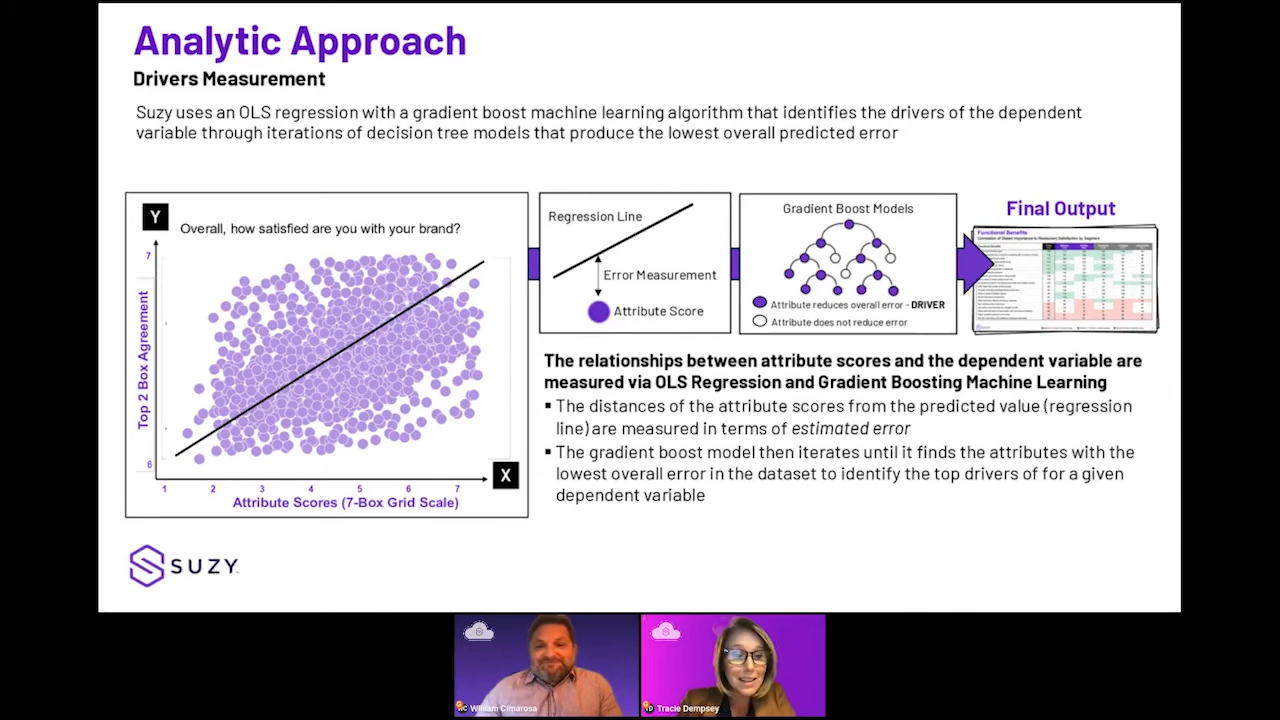 Analytic Approach
Drivers Measurement
Suzy uses an OLS regression with a gradient boost machine learning algorithm that identifies the drivers of the dependent
variable through iterations of decision tree models that produce the lowest overall predicted error
Y
Overall, how satisfied are you with your brand?
7
Top 2 Box Agreement
6
1 2 3 4 5 6 7
X
Attribute Scores (7-Box Grid Scale)
Regression Line
Error Measurement
Attribute Score
Gradient Boost Models
Attribute reduces overall error - DRIVER
Attribute does not reduce error
Final Output
Functional Benefits
The relationships between attribute scores and the dependent variable are
measured via OLS Regression and Gradient Boosting Machine Learning
▪ The distances of the attribute scores from the predicted value (regression
line) are measured in terms of estimated error
▪ The gradient boost model then iterates until it finds the attributes with the
lowest overall error in the dataset to identify the top drivers of for a given
dependent variable
SUZY
William Cimarosa
Tracie Dempsey